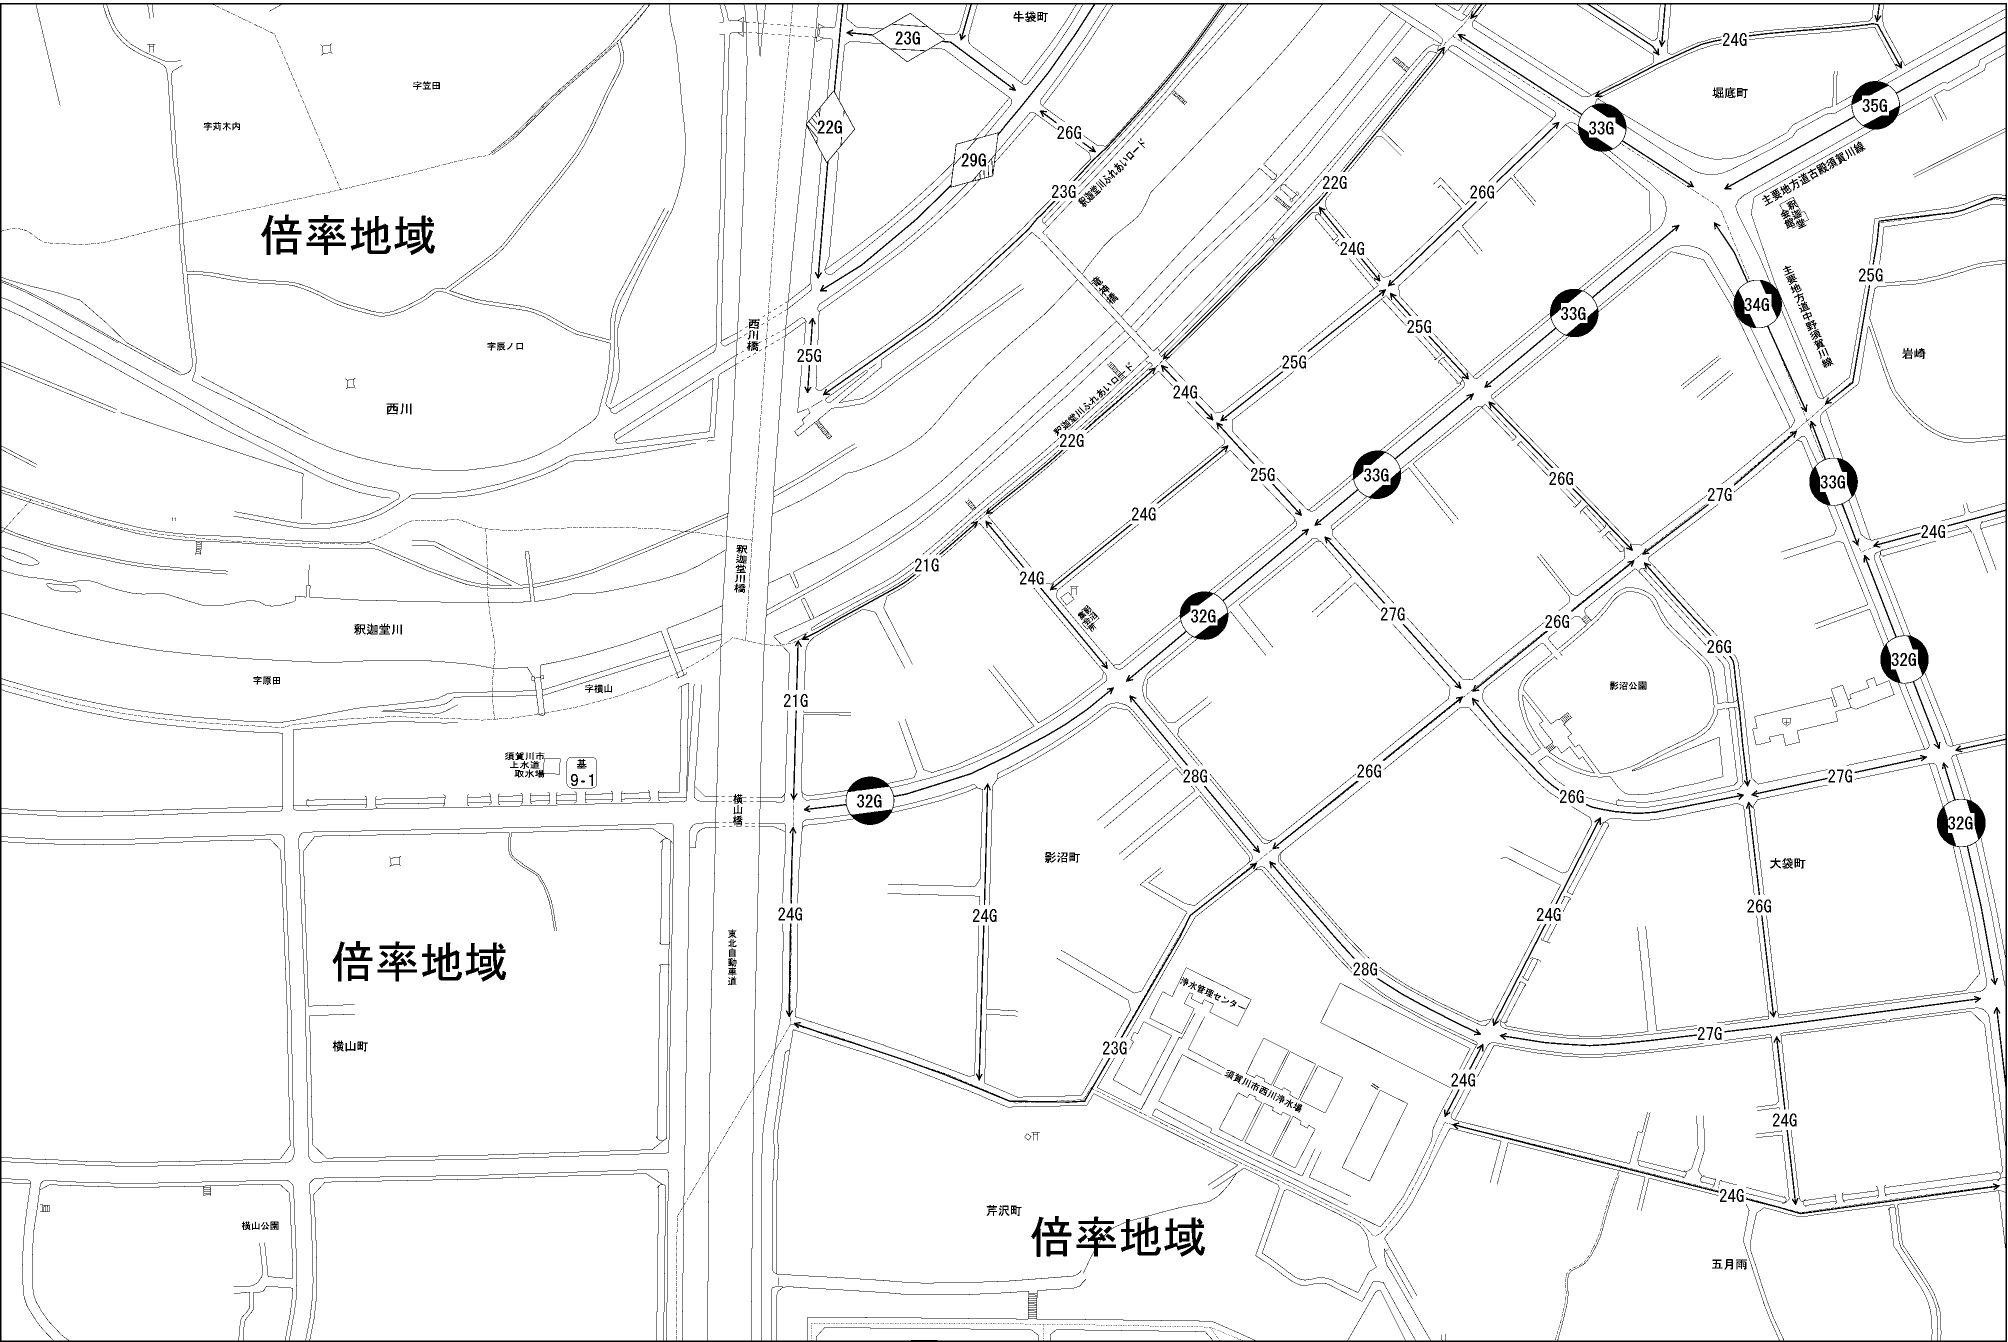 牛袋町
23G
24G
字笠田
堀底町
35G
字苅木内
22G
33G
26G
29G
釈迦堂川ふれあいロード
主要地方道古殿須賀川線
23G
22G
26G
釈迦堂
会館
倍率地域
24G
25G
主要地方道中野須賀川線
34G
33G
西川橋
字辰ノ口
25G
25G
25G
岩崎
釈迦堂川ふれあいロード
24G
西川
22G
25G
33G
26G
33G
27G
24G
24G
釈迦堂川橋
21G
24G
32G
27G
26G
26G
釈迦堂川
32G
字原田
字横山
影沼公園
21G
須賀川市
上水道
取水場
基
9-1
28G
26G
27G
横山橋
32G
26G
32G
影沼町
大袋町
24G
24G
24G
26G
東北自動車道
倍率地域
28G
浄水管理センター
横山町
23G
27G
須賀川市西川浄水場
24G
24G
芹沢町
24G
横山公園
倍率地域
五月雨